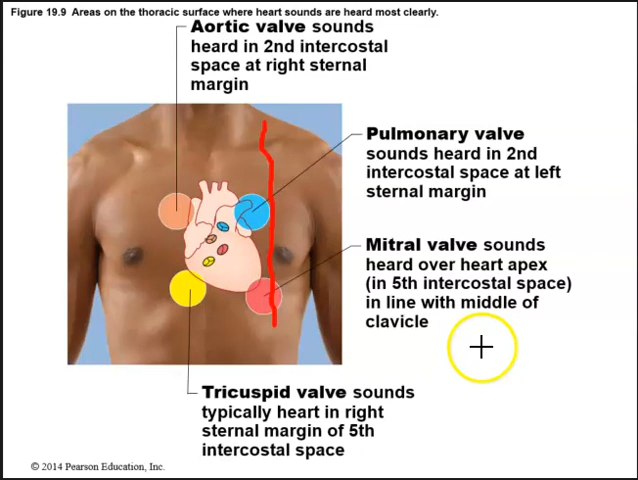 Figure 19.9 Areas on the thoracic surface where heart sounds are heard most clearly.
Aortic valve sounds
heard in 2nd intercostal
space at right sternal
margin
Pulmonary valve
sounds heard in 2nd
intercostal space at left
sternal margin
Mitral valve sounds
heard over heart apex
(in 5th intercostal space)
in line with middle of
clavicle
Tricuspid valve sounds
typically heart in right
sternal margin of 5th
intercostal space
© 2014 Pearson Education, Inc.